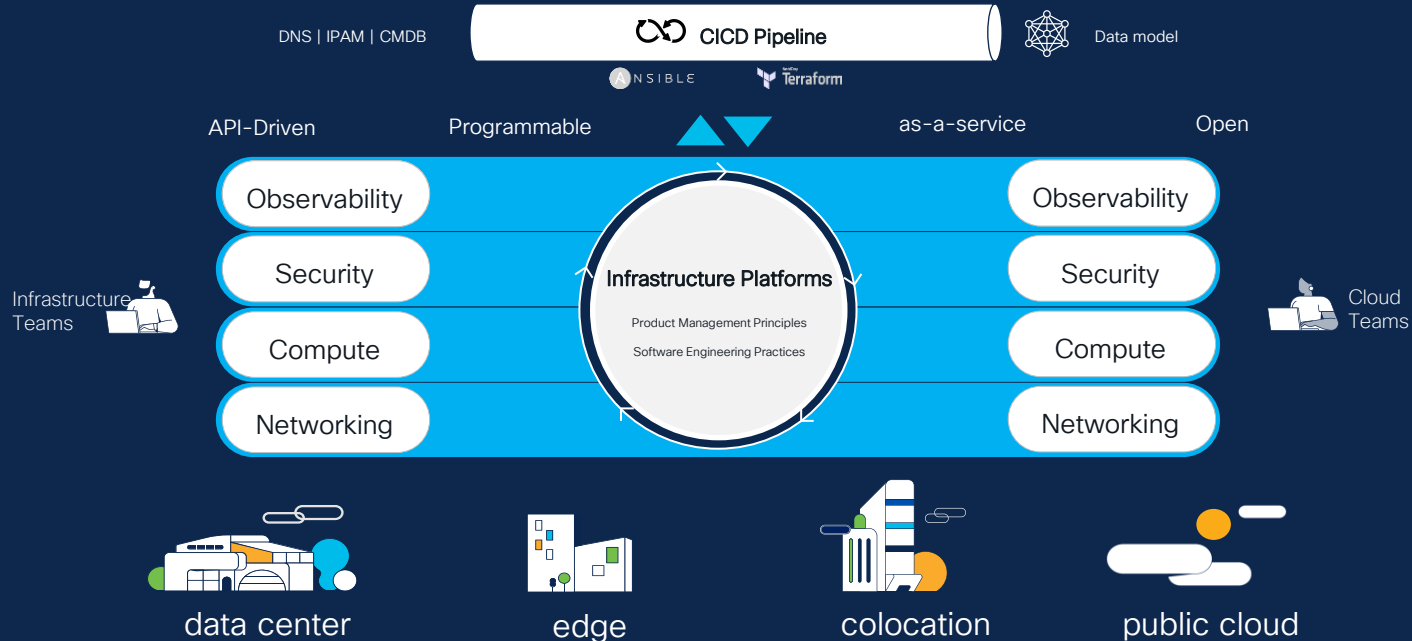 DNS | IPAM | CMDB
CICD Pipeline
Data model
ANSIBLE
HashiCorp
Terraform
API-Driven
Programmable
as-a-service
Open
Observability
Observability
Security
Security
Infrastructure Platforms
Infrastructure
Teams
Cloud
Teams
Product Management Principles
Software Engineering Practices
Compute
Compute
Networking
Networking
data center
edge
colocation
public cloud